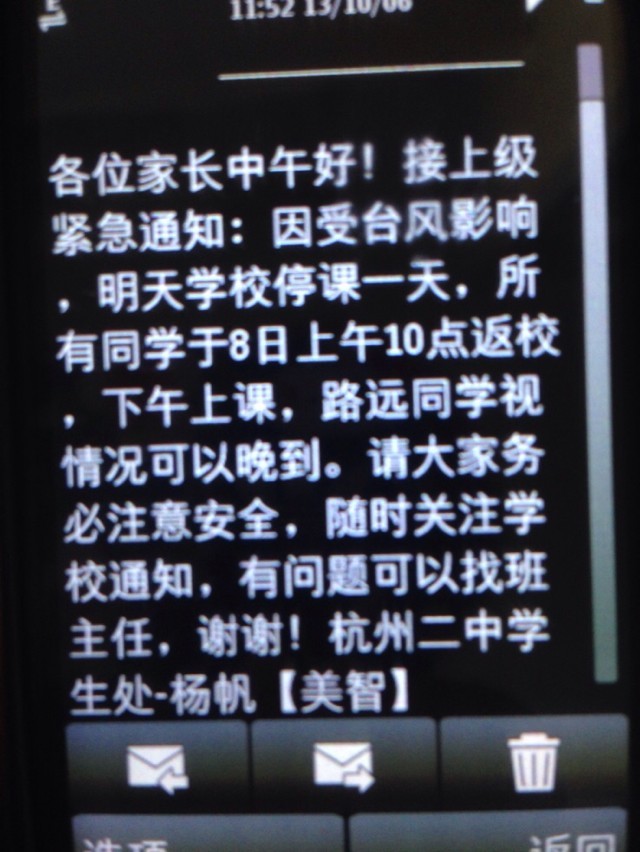 11:52 13/10/06
各位家长中午好！接上级
紧急通知：因受台风影响
，明天学校停课一天，所
有同学于8日上午10点返校
，下午上课，路远同学视
情况可以晚到。请大家务
必注意安全，随时关注学
校通知，有问题可以找班
主任，谢谢！杭州二中学
生处-杨帆【美智】
选项 返回